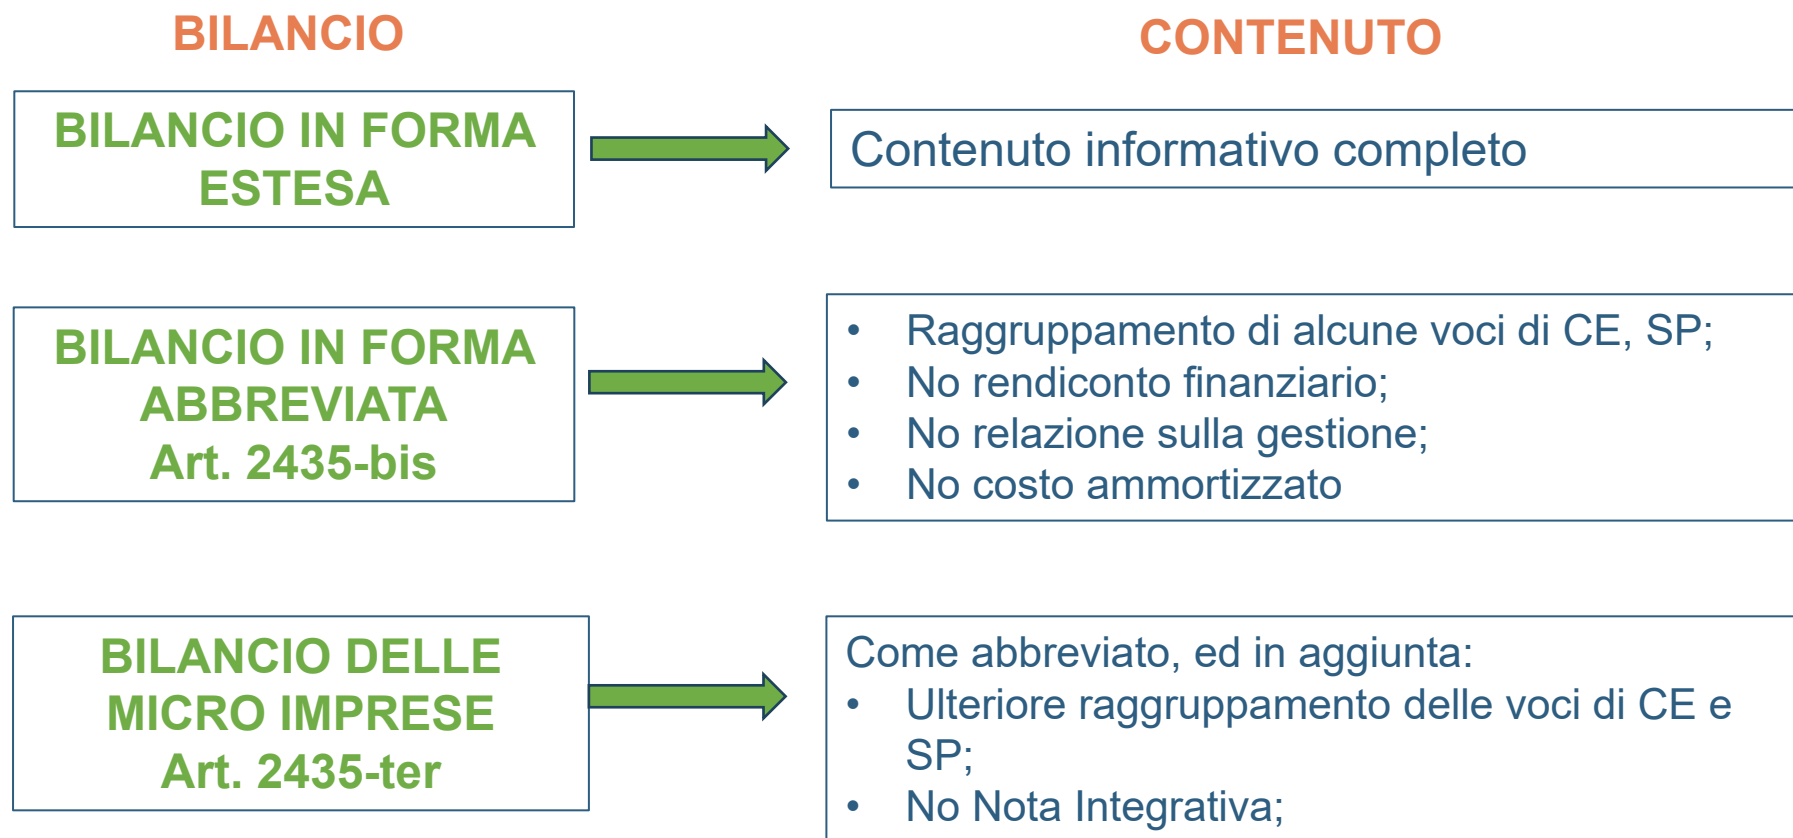 BILANCIO
CONTENUTO
BILANCIO IN FORMA
ESTESA
Contenuto informativo completo
BILANCIO IN FORMA
ABBREVIATA
Art. 2435-bis
• Raggruppamento di alcune voci di CE, SP;
• No rendiconto finanziario;
• No relazione sulla gestione;
• No costo ammortizzato
BILANCIO DELLE
MICRO IMPRESE
Art. 2435-ter
Come abbreviato, ed in aggiunta:
• Ulteriore raggruppamento delle voci di CE e
SP;
• No Nota Integrativa;